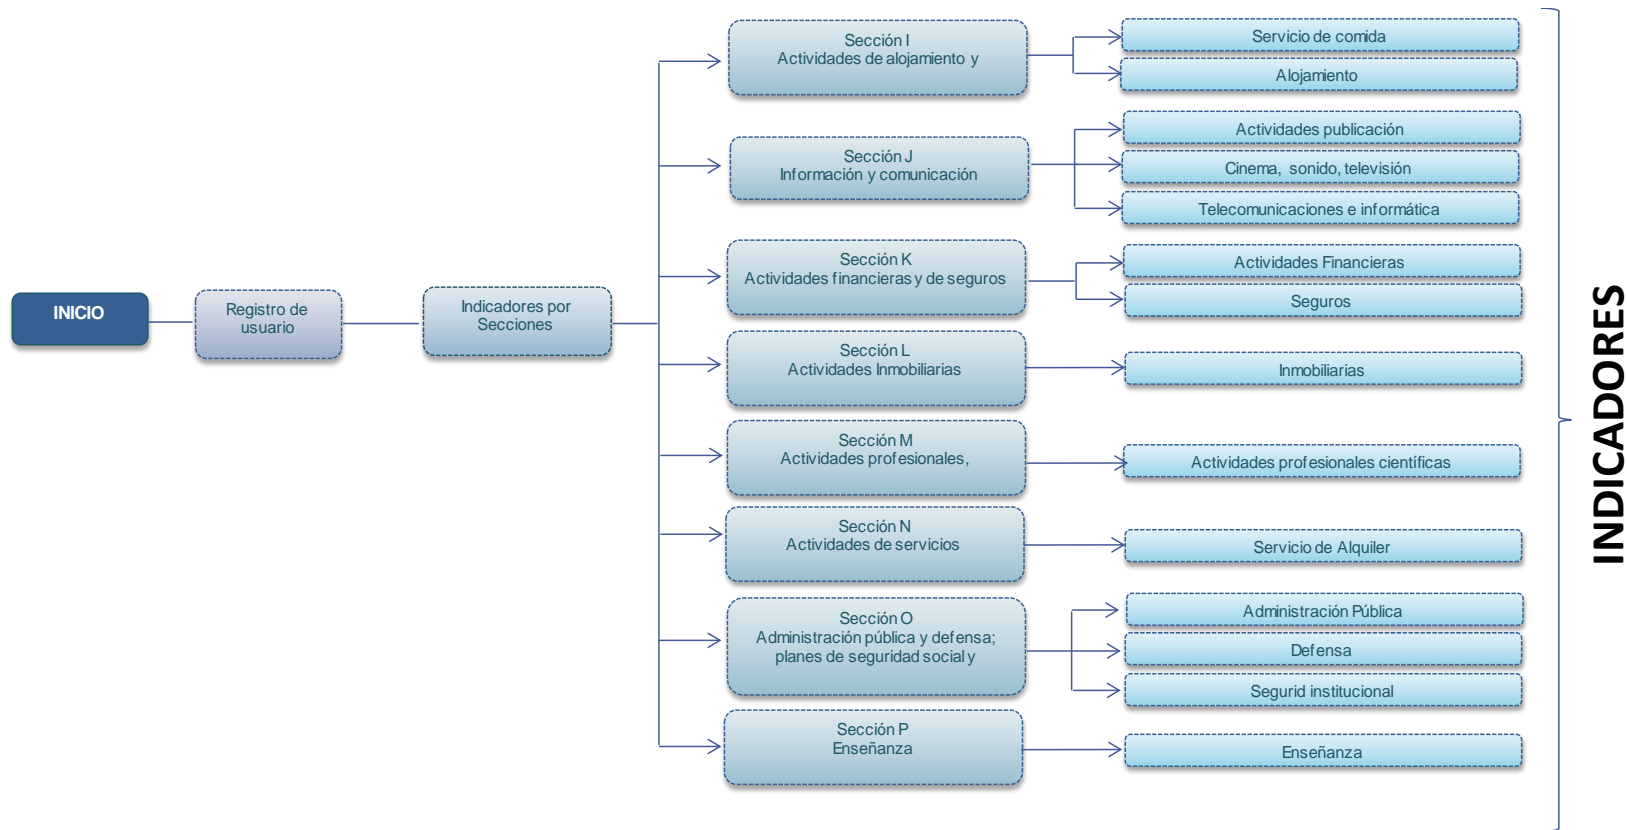 INICIO
Registro de
usuario
Indicadores por
Secciones
Sección I
Actividades de alojamiento y
Servicio de comida
Alojamiento
Sección J
Información y comunicación
Actividades publicación
Cinema, sonido, televisión
Telecomunicaciones e informática
Sección K
Actividades financieras y de seguros
Actividades Financieras
Seguros
Sección L
Actividades Inmobiliarias
Inmobiliarias
Sección M
Actividades profesionales,
Actividades profesionales científicas
Sección N
Actividades de servicios
Servicio de Alquiler
Sección O
Administración pública y defensa;
planes de seguridad social y
Administración Pública
Defensa
Segurid institucional
Sección P
Enseñanza
Enseñanza
INDICADORES